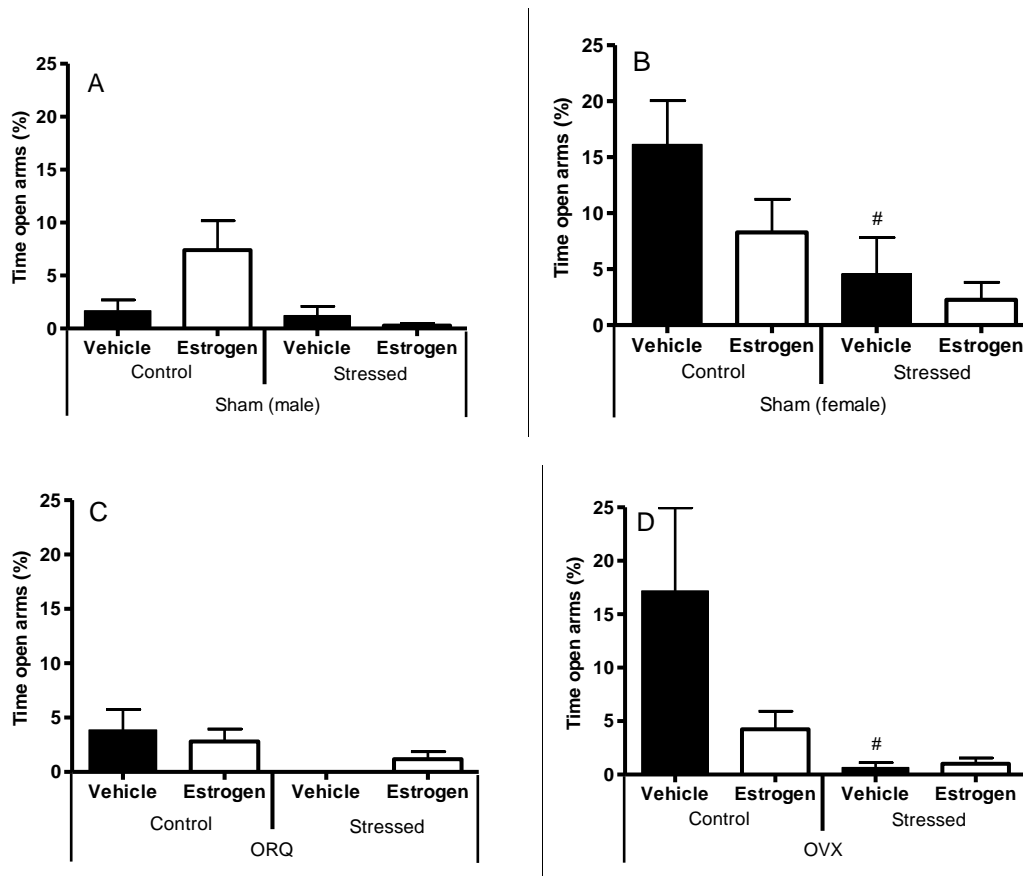 A
Time open arms (%)
25
20
15
10
5
0
Vehicle Estrogen Vehicle Estrogen
Control Stressed
Sham (male)
B
Time open arms (%)
25
20
15
10
5
0
#
Vehicle Estrogen Vehicle Estrogen
Control Stressed
Sham (female)
C
Time open arms (%)
25
20
15
10
5
0
Vehicle Estrogen Vehicle Estrogen
Control Stressed
ORQ
D
Time open arms (%)
25
20
15
10
5
0
#
Vehicle Estrogen Vehicle Estrogen
Control Stressed
OVX